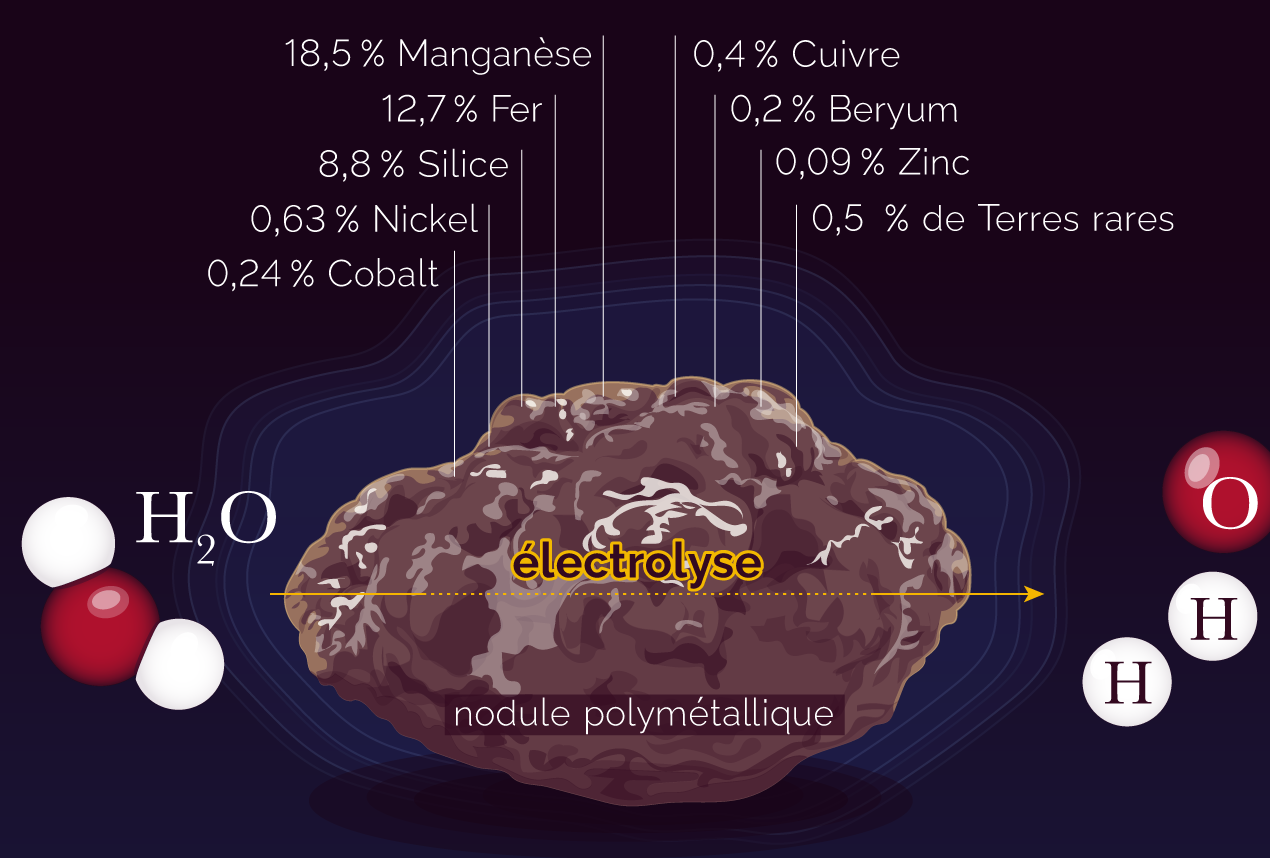 18,5 % Manganèse
12,7 % Fer
8,8 % Silice
0,63 % Nickel
0,24 % Cobalt
0,4 % Cuivre
0,2 % Beryum
0,09 % Zinc
0,5 % de Terres rares
H₂O
électrolyse
O
H
H
nodule polymétallique